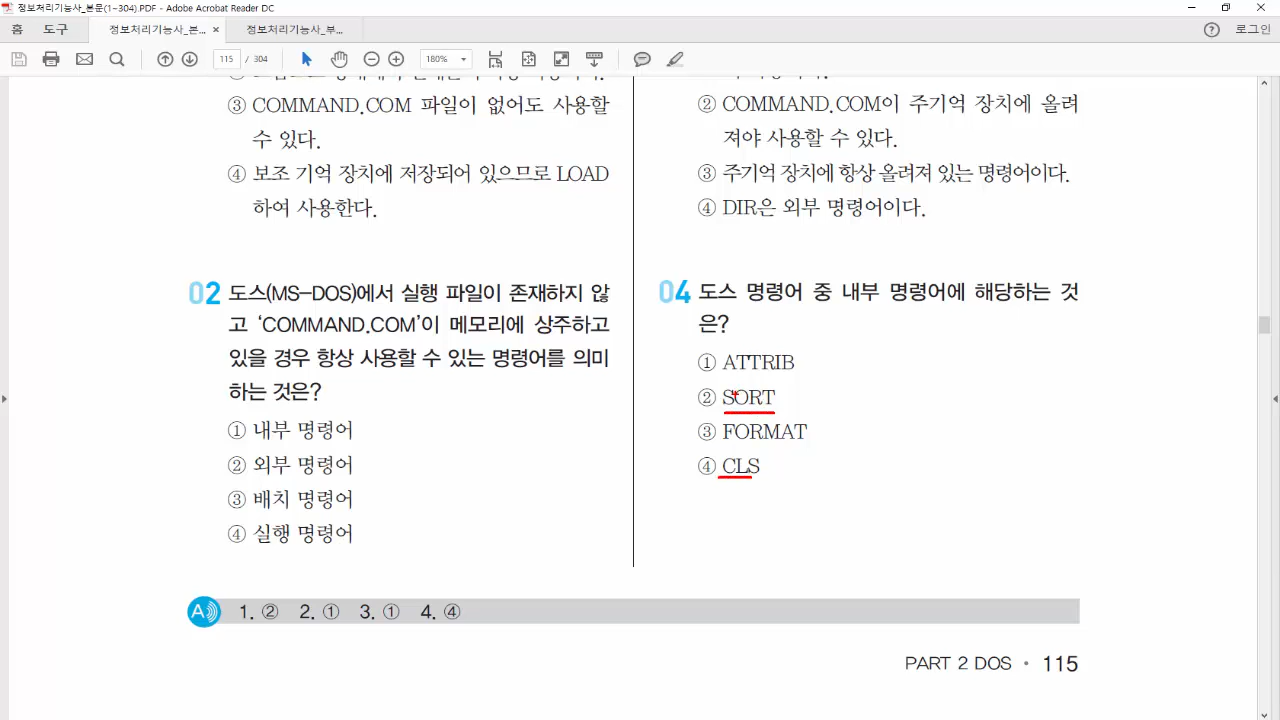 정보처리기능사_본문(1~304).PDF - Adobe Acrobat Reader DC
홈 도구 정보처리기능사_본... × 정보처리기능사_부... ? 로그인
115 / 304 180%
③ COMMAND.COM 파일이 없어도 사용할
수 있다.
④ 보조 기억 장치에 저장되어 있으므로 LOAD
하여 사용한다.
02 도스(MS-DOS)에서 실행 파일이 존재하지 않
고 ‘COMMAND.COM’이 메모리에 상주하고
있을 경우 항상 사용할 수 있는 명령어를 의미
하는 것은?
① 내부 명령어
② 외부 명령어
③ 배치 명령어
④ 실행 명령어
② COMMAND.COM이 주기억 장치에 올려
져야 사용할 수 있다.
③ 주기억 장치에 항상 올려져 있는 명령어이다.
④ DIR은 외부 명령어이다.
04 도스 명령어 중 내부 명령어에 해당하는 것
은?
① ATTRIB
② SORT
③ FORMAT
④ CLS
A 1. ② 2. ① 3. ① 4. ④
PART 2 DOS • 115